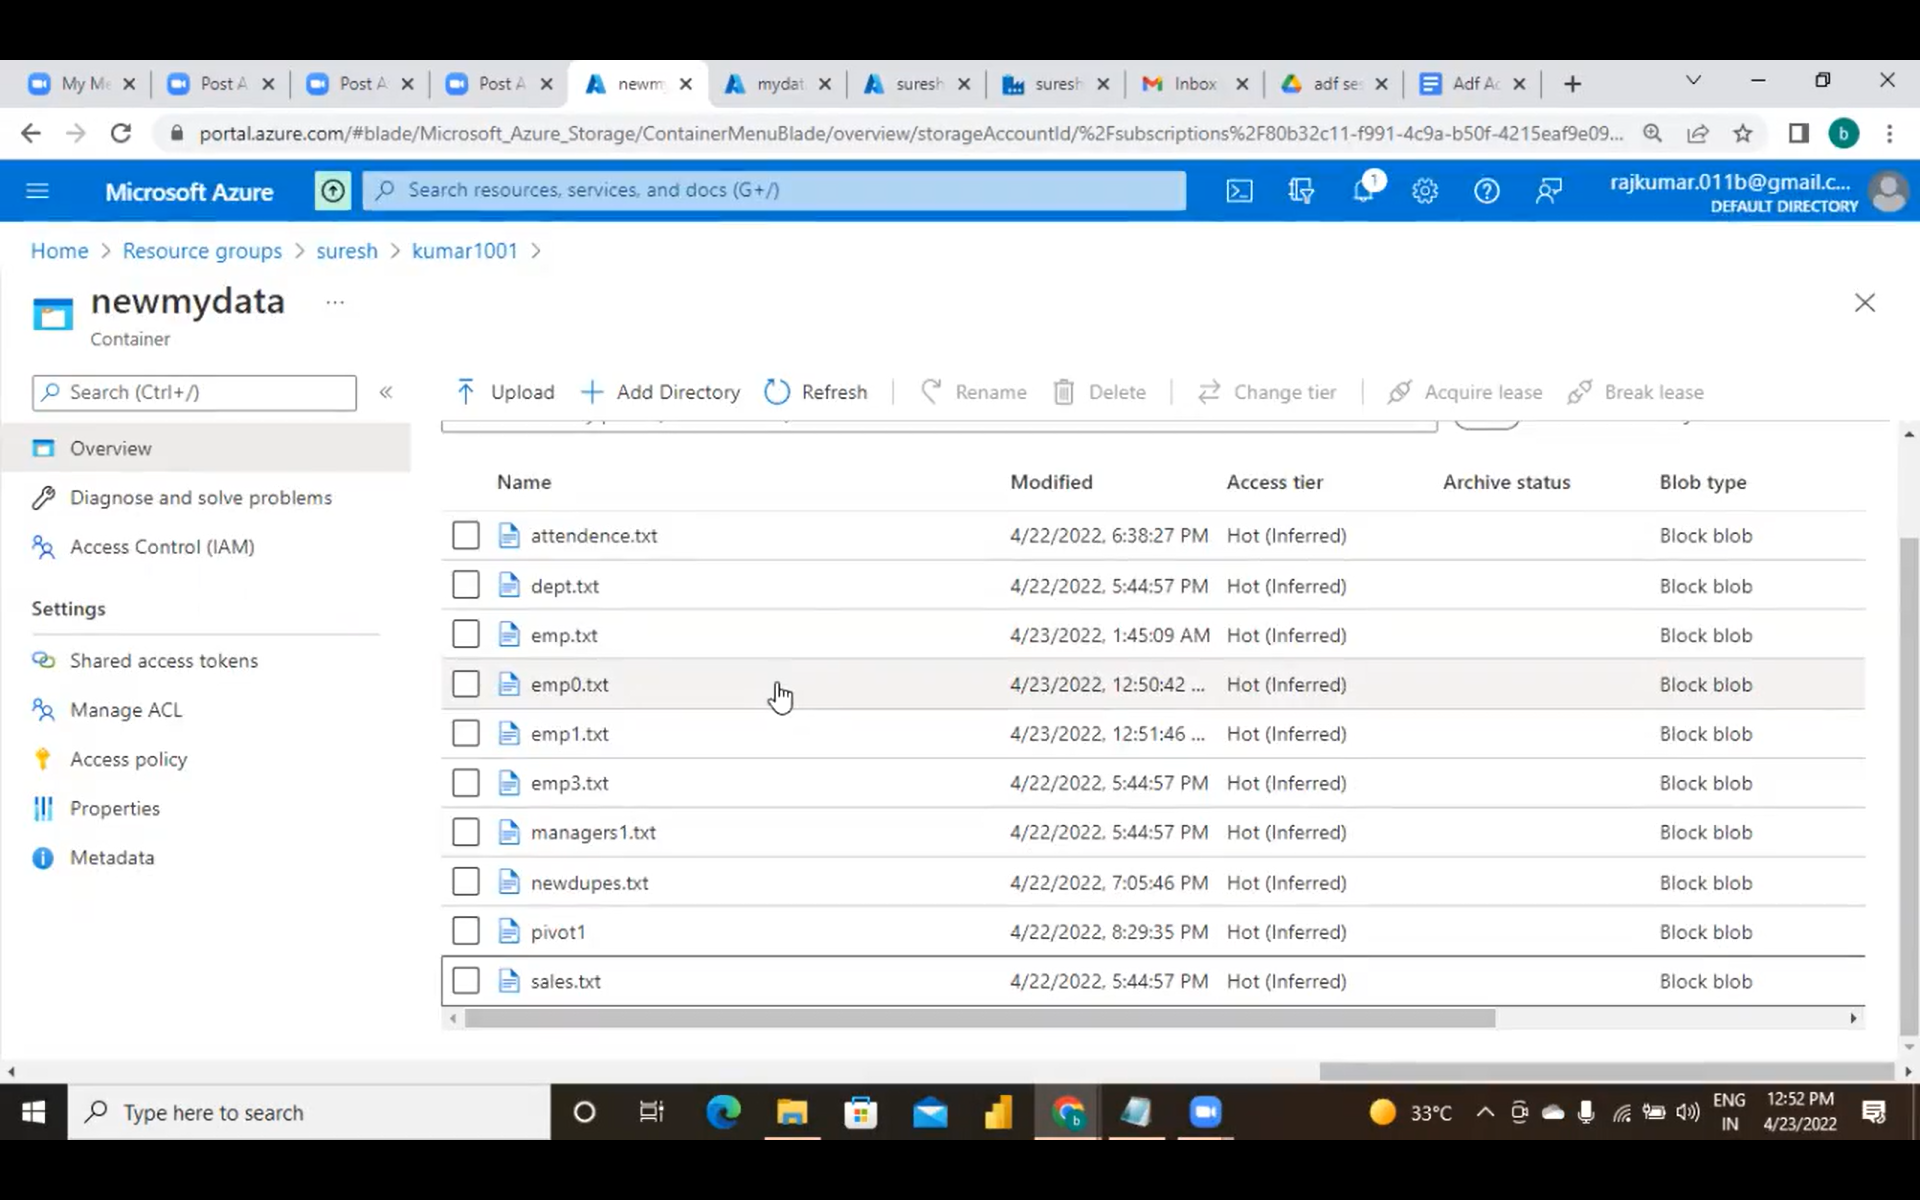 My Me
Post A
Post A
Post A
newm
mydat
suresh
suresh
Inbox
adf ses
Adf Ac
portal.azure.com/#blade/Microsoft_Azure_Storage/ContainerMenuBlade/overview/storageAccountId/%2Fsubscriptions%2F80b32c11-f991-4c9a-b50f-4215eaf9e09...
b
Microsoft Azure
Search resources, services, and docs (G+/)
1
rajkumar.011b@gmail.c...
DEFAULT DIRECTORY
Home > Resource groups > suresh > kumar1001 >
newmydata ...
Container
Search (Ctrl+/)
«
Upload
Add Directory
Refresh
Rename
Delete
Change tier
Acquire lease
Break lease
Overview
Diagnose and solve problems
Access Control (IAM)
Settings
Shared access tokens
Manage ACL
Access policy
Properties
Metadata
Name Modified Access tier Archive status Blob type
attendence.txt 4/22/2022, 6:38:27 PM Hot (Inferred) Block blob
dept.txt 4/22/2022, 5:44:57 PM Hot (Inferred) Block blob
emp.txt 4/23/2022, 1:45:09 AM Hot (Inferred) Block blob
emp0.txt 4/23/2022, 12:50:42 ... Hot (Inferred) Block blob
emp1.txt 4/23/2022, 12:51:46 ... Hot (Inferred) Block blob
emp3.txt 4/22/2022, 5:44:57 PM Hot (Inferred) Block blob
managers1.txt 4/22/2022, 5:44:57 PM Hot (Inferred) Block blob
newdupes.txt 4/22/2022, 7:05:46 PM Hot (Inferred) Block blob
pivot1 4/22/2022, 8:29:35 PM Hot (Inferred) Block blob
sales.txt 4/22/2022, 5:44:57 PM Hot (Inferred) Block blob
Type here to search
33°C
ENG
IN
12:52 PM
4/23/2022